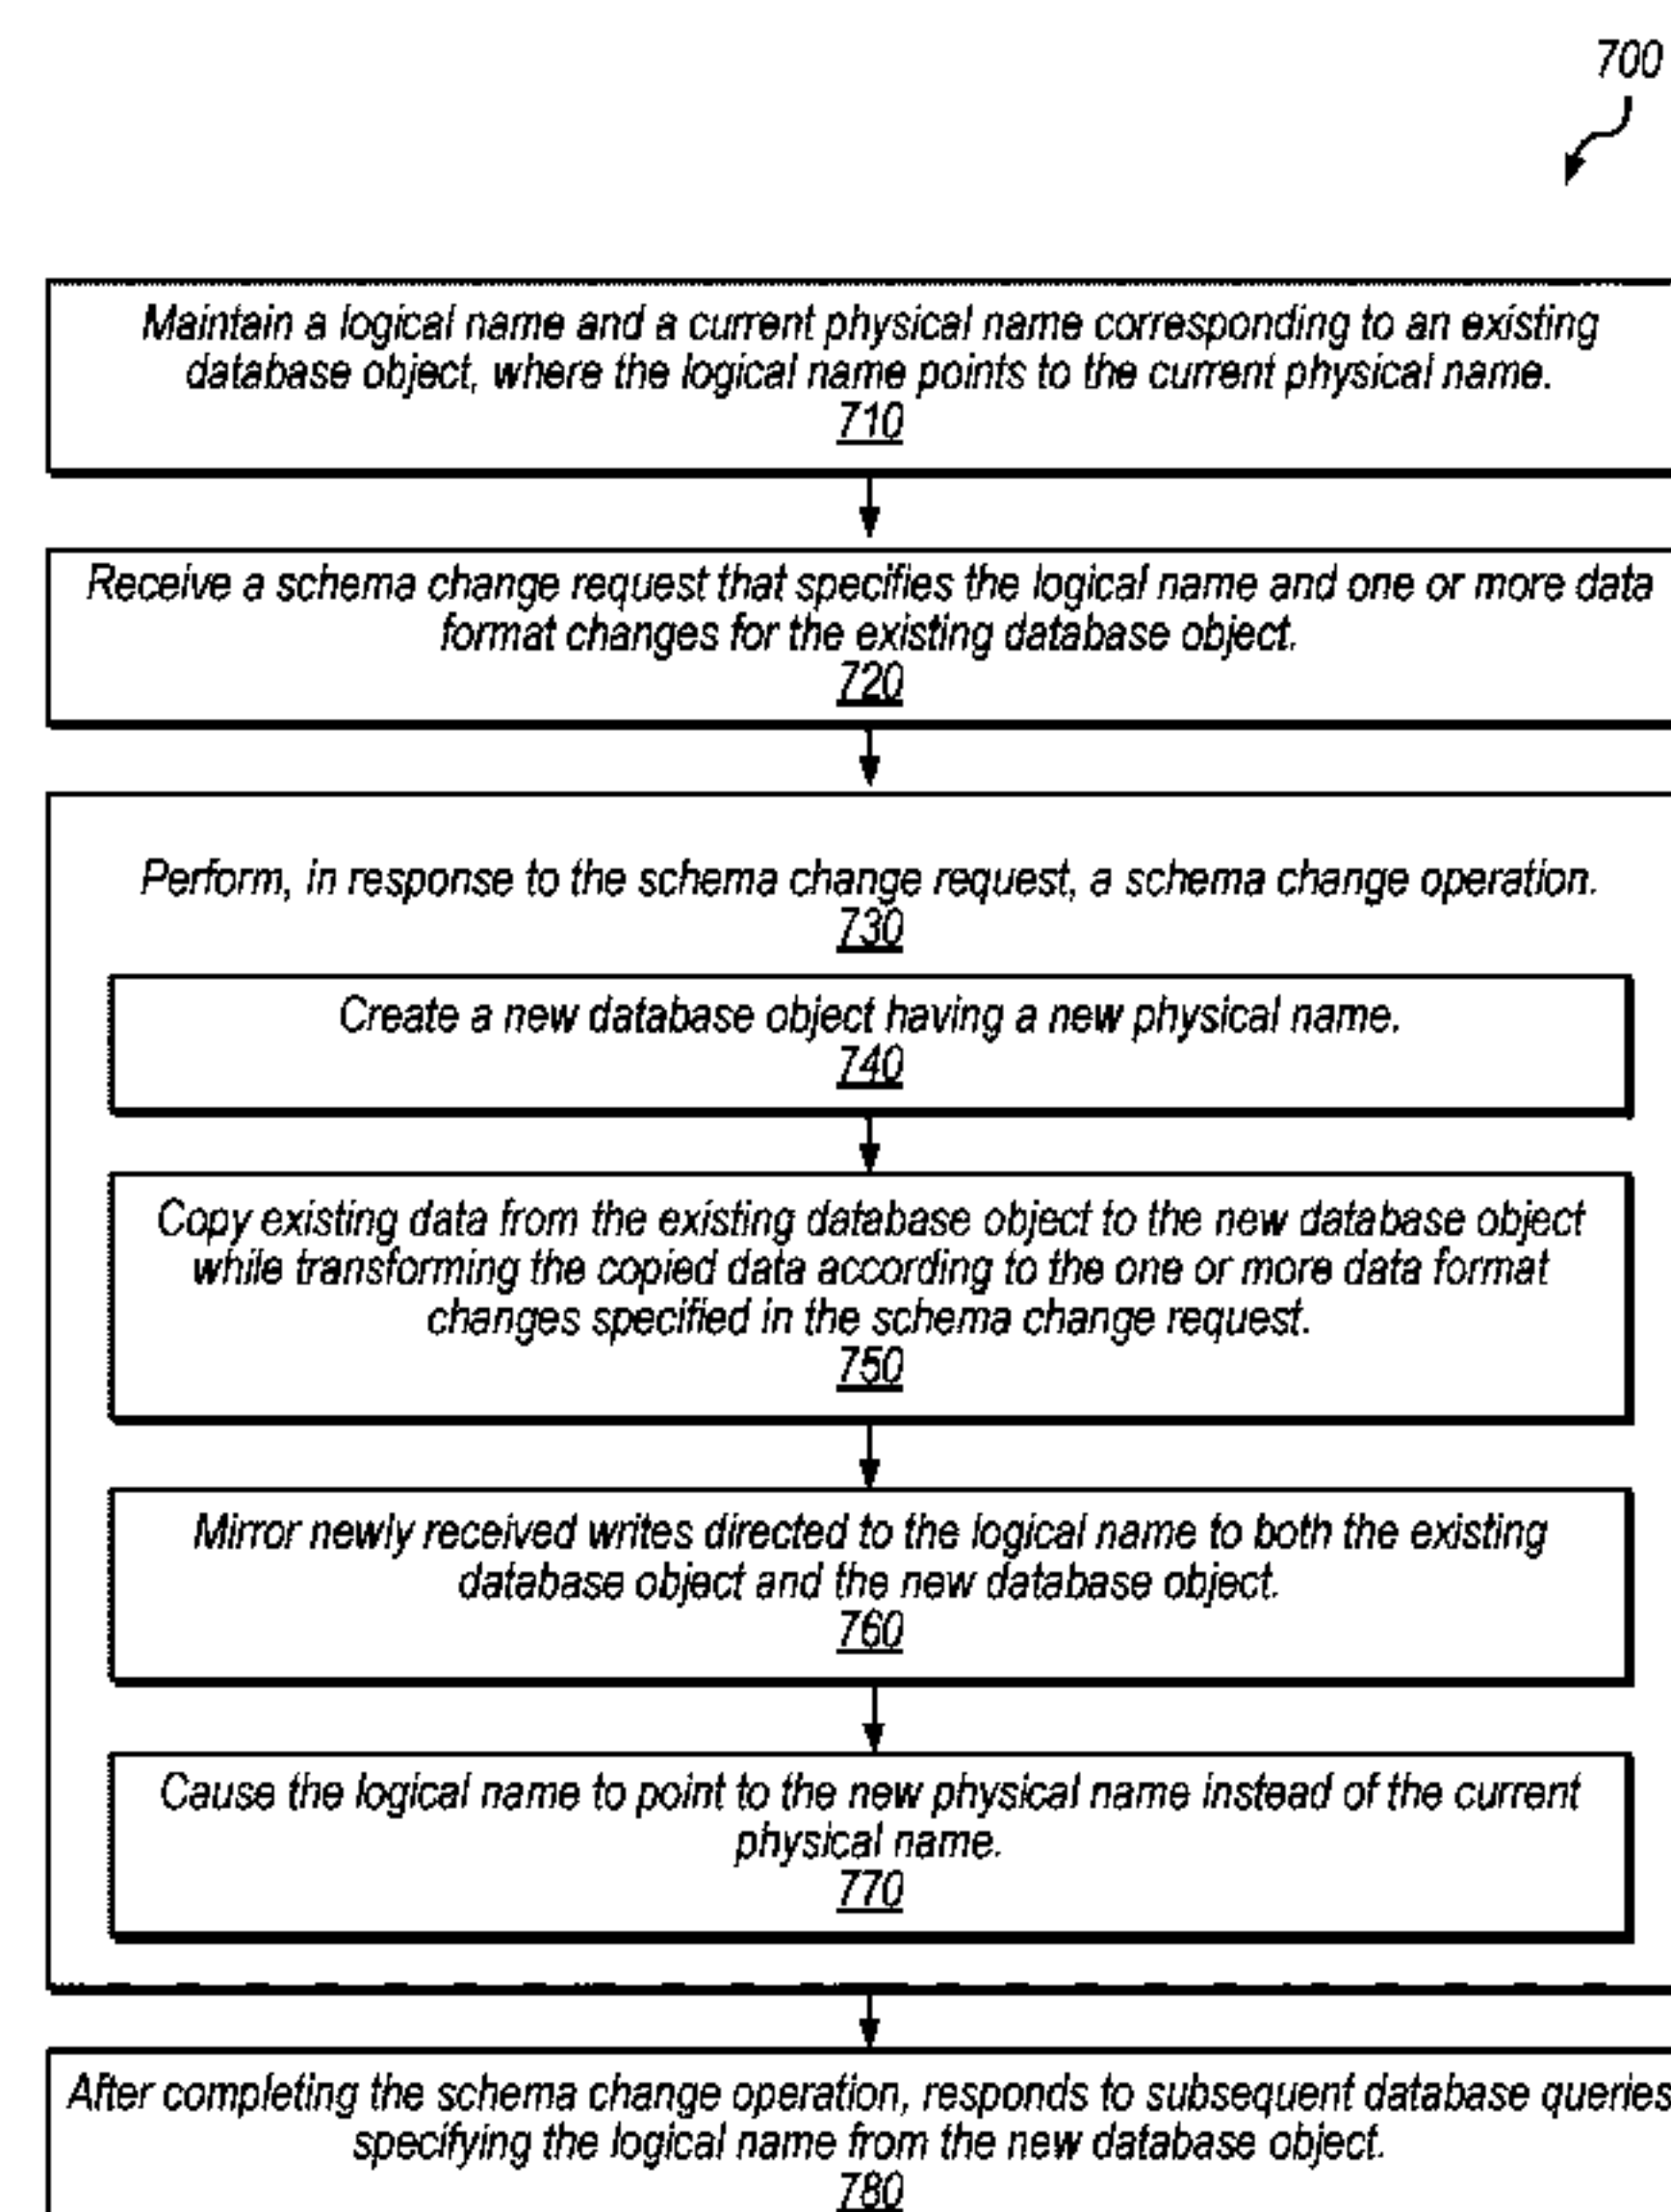 700
Maintain a logical name and a current physical name corresponding to an existing
database object, where the logical name points to the current physical name.
710
Receive a schema change request that specifies the logical name and one or more data
format changes for the existing database object.
720
Perform, in response to the schema change request, a schema change operation.
730
Create a new database object having a new physical name.
740
Copy existing data from the existing database object to the new database object
while transforming the copied data according to the one or more data format
changes specified in the schema change request.
750
Mirror newly received writes directed to the logical name to both the existing
database object and the new database object.
760
Cause the logical name to point to the new physical name instead of the current
physical name.
770
After completing the schema change operation, responds to subsequent database queries
specifying the logical name from the new database object.
780